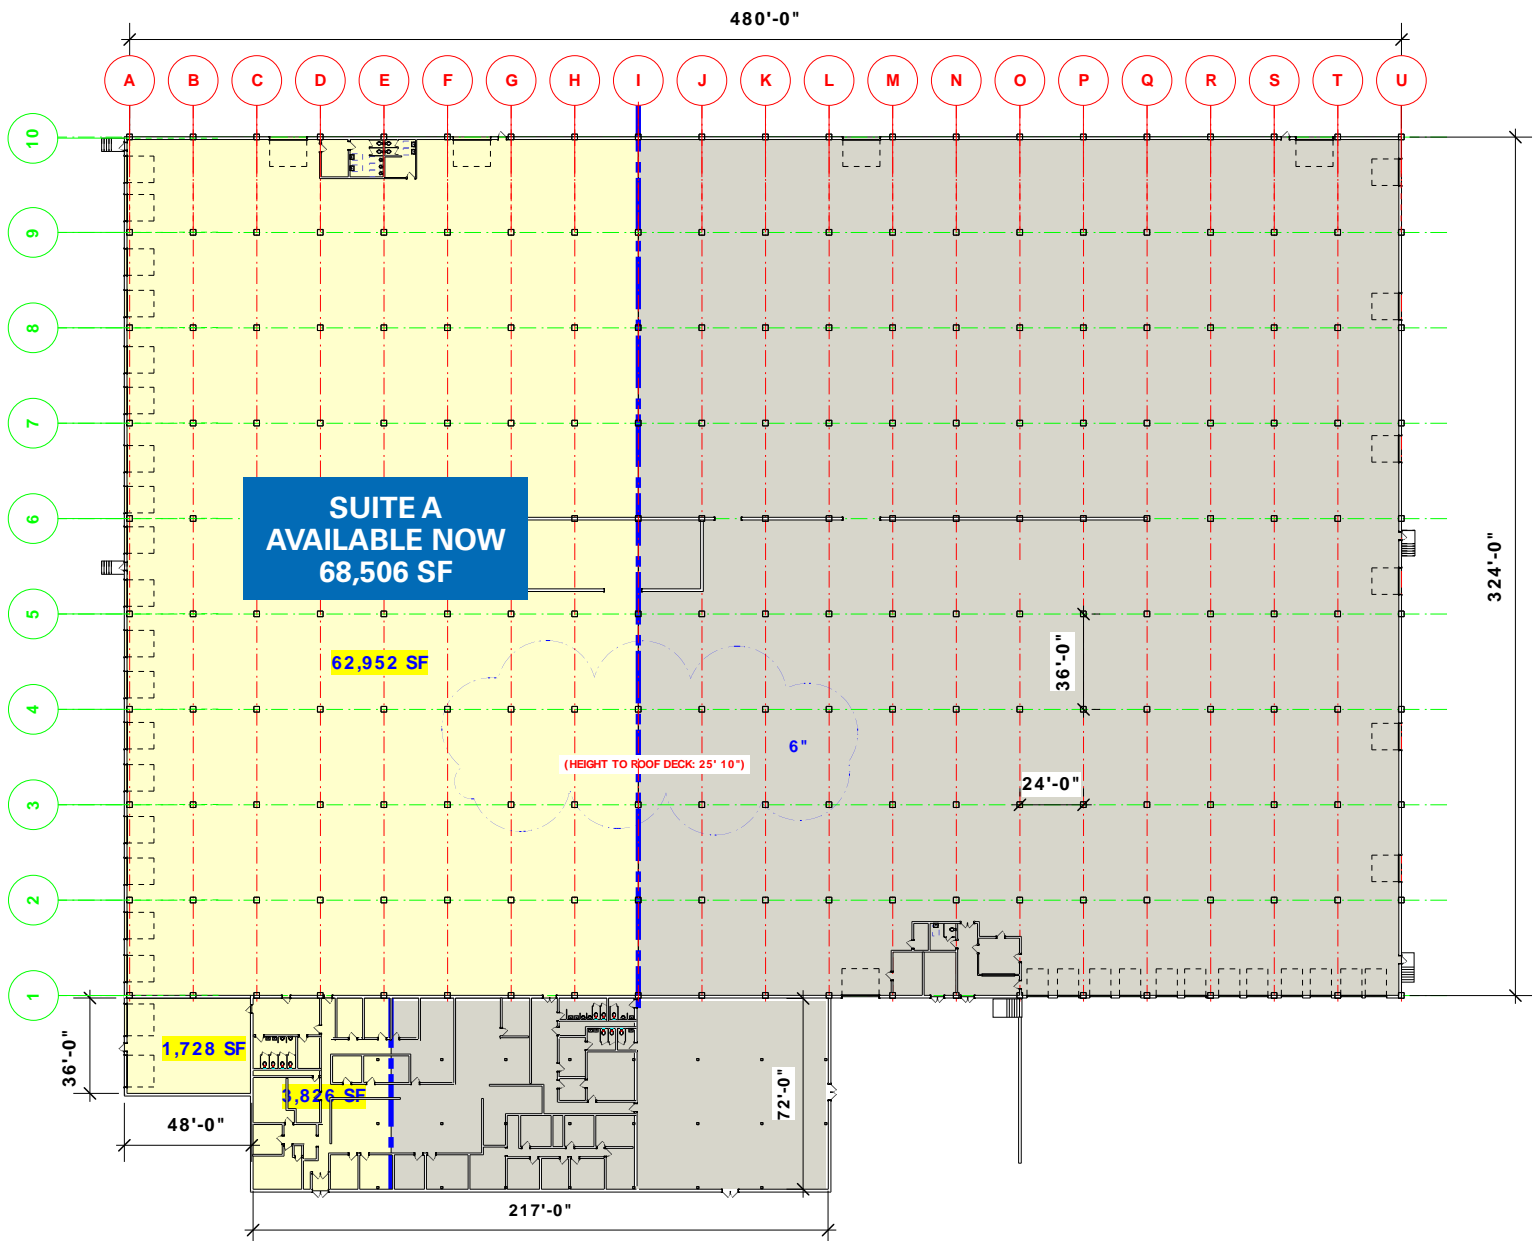 480'-0"
A B C D E F G H I J K L M N O P Q R S T U
10
9
8
7
6
5
4
3
2
1
324'-0"
SUITE A
AVAILABLE NOW
68,506 SF
62,952 SF
36'-0"
6"
(HEIGHT TO ROOF DECK: 25' 10")
24'-0"
36'-0"
1,728 SF
3,826 SF
72'-0"
48'-0"
217'-0"